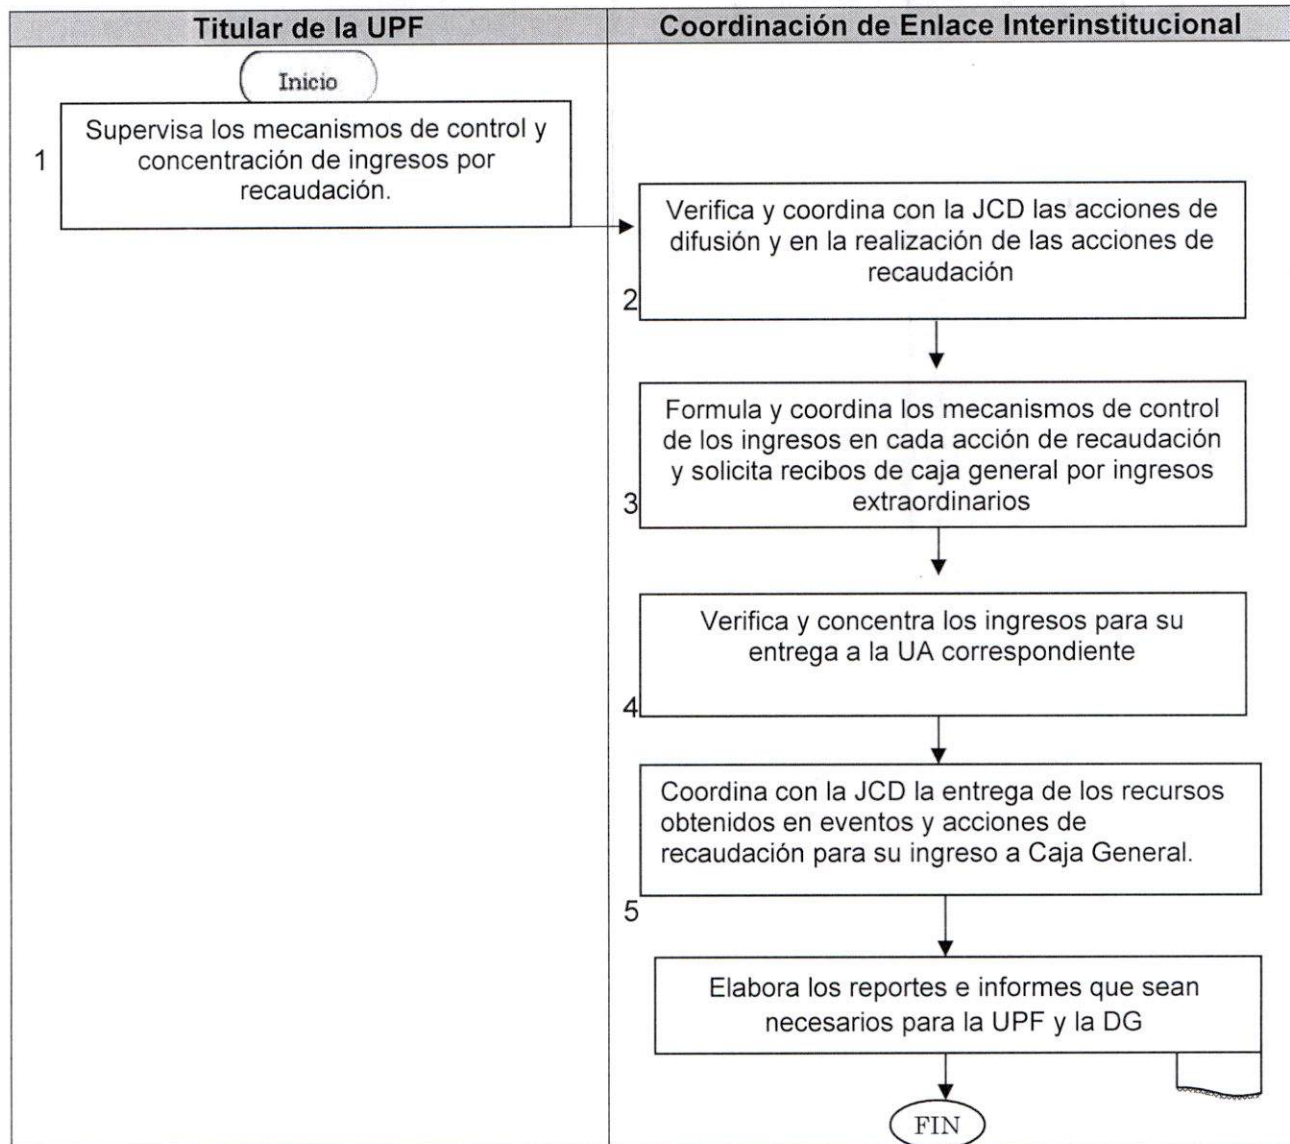 Titular de la UPF
Coordinación de Enlace Interinstitucional
Inicio
1
Supervisa los mecanismos de control y
concentración de ingresos por
recaudación.
Verifica y coordina con la JCD las acciones de
difusión y en la realización de las acciones de
recaudación
2
Formula y coordina los mecanismos de control
de los ingresos en cada acción de recaudación
y solicita recibos de caja general por ingresos
extraordinarios
3
Verifica y concentra los ingresos para su
entrega a la UA correspondiente
4
Coordina con la JCD la entrega de los recursos
obtenidos en eventos y acciones de
recaudación para su ingreso a Caja General.
5
Elabora los reportes e informes que sean
necesarios para la UPF y la DG
FIN